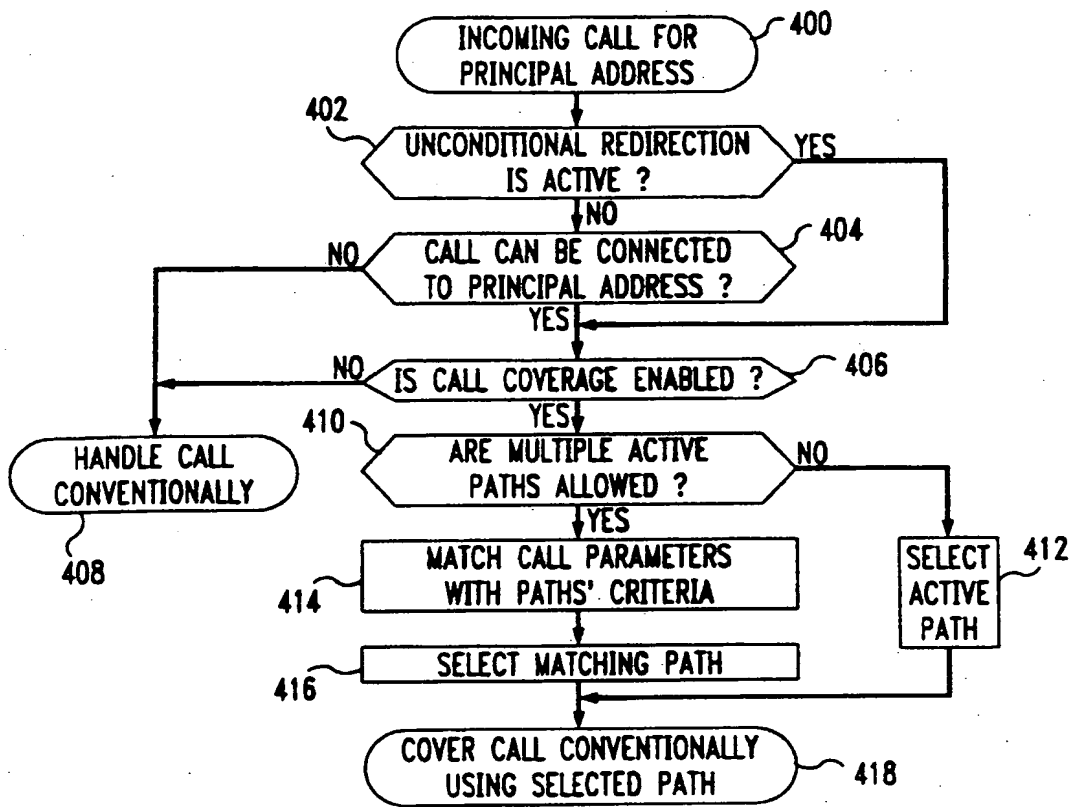 INCOMING CALL FOR
PRINCIPAL ADDRESS
400
402
UNCONDITIONAL REDIRECTION
IS ACTIVE ?
YES
NO
404
NO
CALL CAN BE CONNECTED
TO PRINCIPAL ADDRESS ?
YES
NO
IS CALL COVERAGE ENABLED ?
406
YES
410
ARE MULTIPLE ACTIVE
PATHS ALLOWED ?
NO
HANDLE CALL
CONVENTIONALLY
408
YES
MATCH CALL PARAMETERS
WITH PATHS' CRITERIA
414
SELECT
ACTIVE
PATH
412
SELECT MATCHING PATH
416
COVER CALL CONVENTIONALLY
USING SELECTED PATH
418